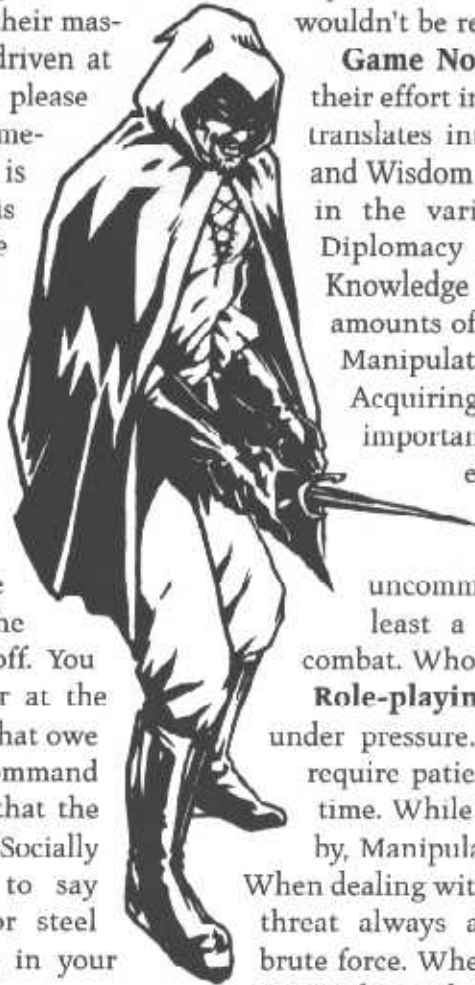 their mas-
driven at
please
me-
is
is
e
e
he
off. You
r at the
hat owe
ommand
that the
Socially
to say
or steel
in your
wouldn't be re
Game No
their effort in
translates int
and Wisdom
in the vari
Diplomacy
Knowledge
amounts of
Manipulat
Acquiring
importan
e
uncomm
least a
combat. Who
Role-playin
under pressure.
require patie
time. While
by, Manipula
When dealing wit
threat always a
brute force. Whe